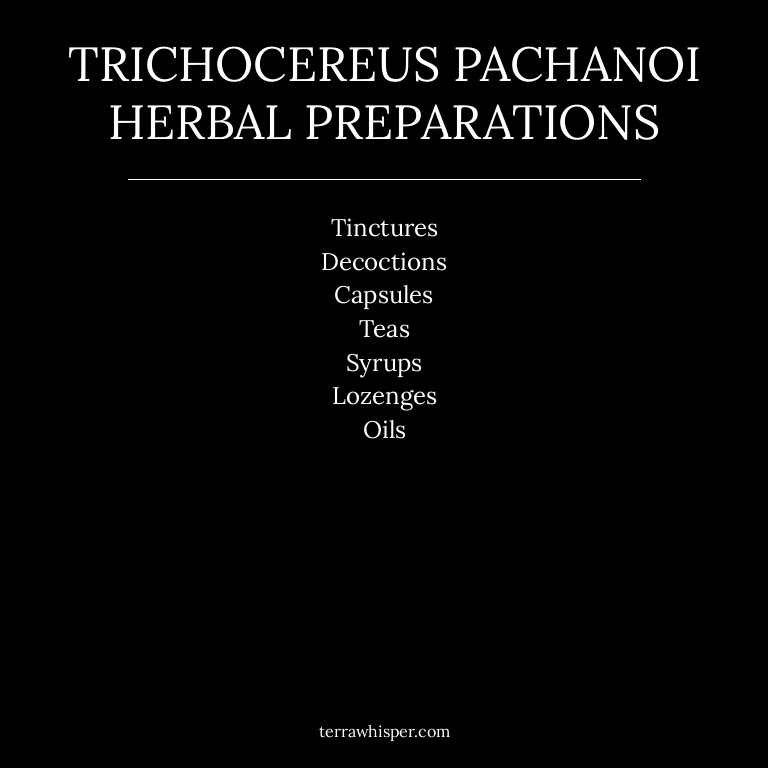 TRICHOCEREUS PACHANOI
HERBAL PREPARATIONS
Tinctures
Decoctions
Capsules
Teas
Syrups
Lozenges
Oils
terrawhisper.com